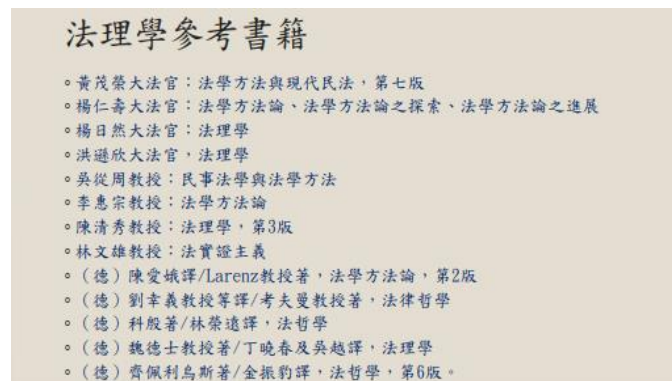 法理學參考書籍
◦黃茂榮大法官：法學方法與現代民法，第七版
◦楊仁壽大法官：法學方法論、法學方法論之探索、法學方法論之進展
◦楊日然大法官：法理學
◦洪遜欣大法官，法理學
◦吳從周教授：民事法學與法學方法
◦李惠宗教授：法學方法論
◦陳清秀教授：法理學，第3版
◦林文雄教授：法實證主義
◦（德）陳愛娥譯/Larenz教授著，法學方法論，第2版
◦（德）劉幸義教授等譯/考夫曼教授著，法律哲學
◦（德）科殷著/林榮遠譯，法哲學
◦（德）魏德士教授著/丁曉春及吳越譯，法理學
◦（德）齊佩利烏斯著/金振豹譯，法哲學，第6版。